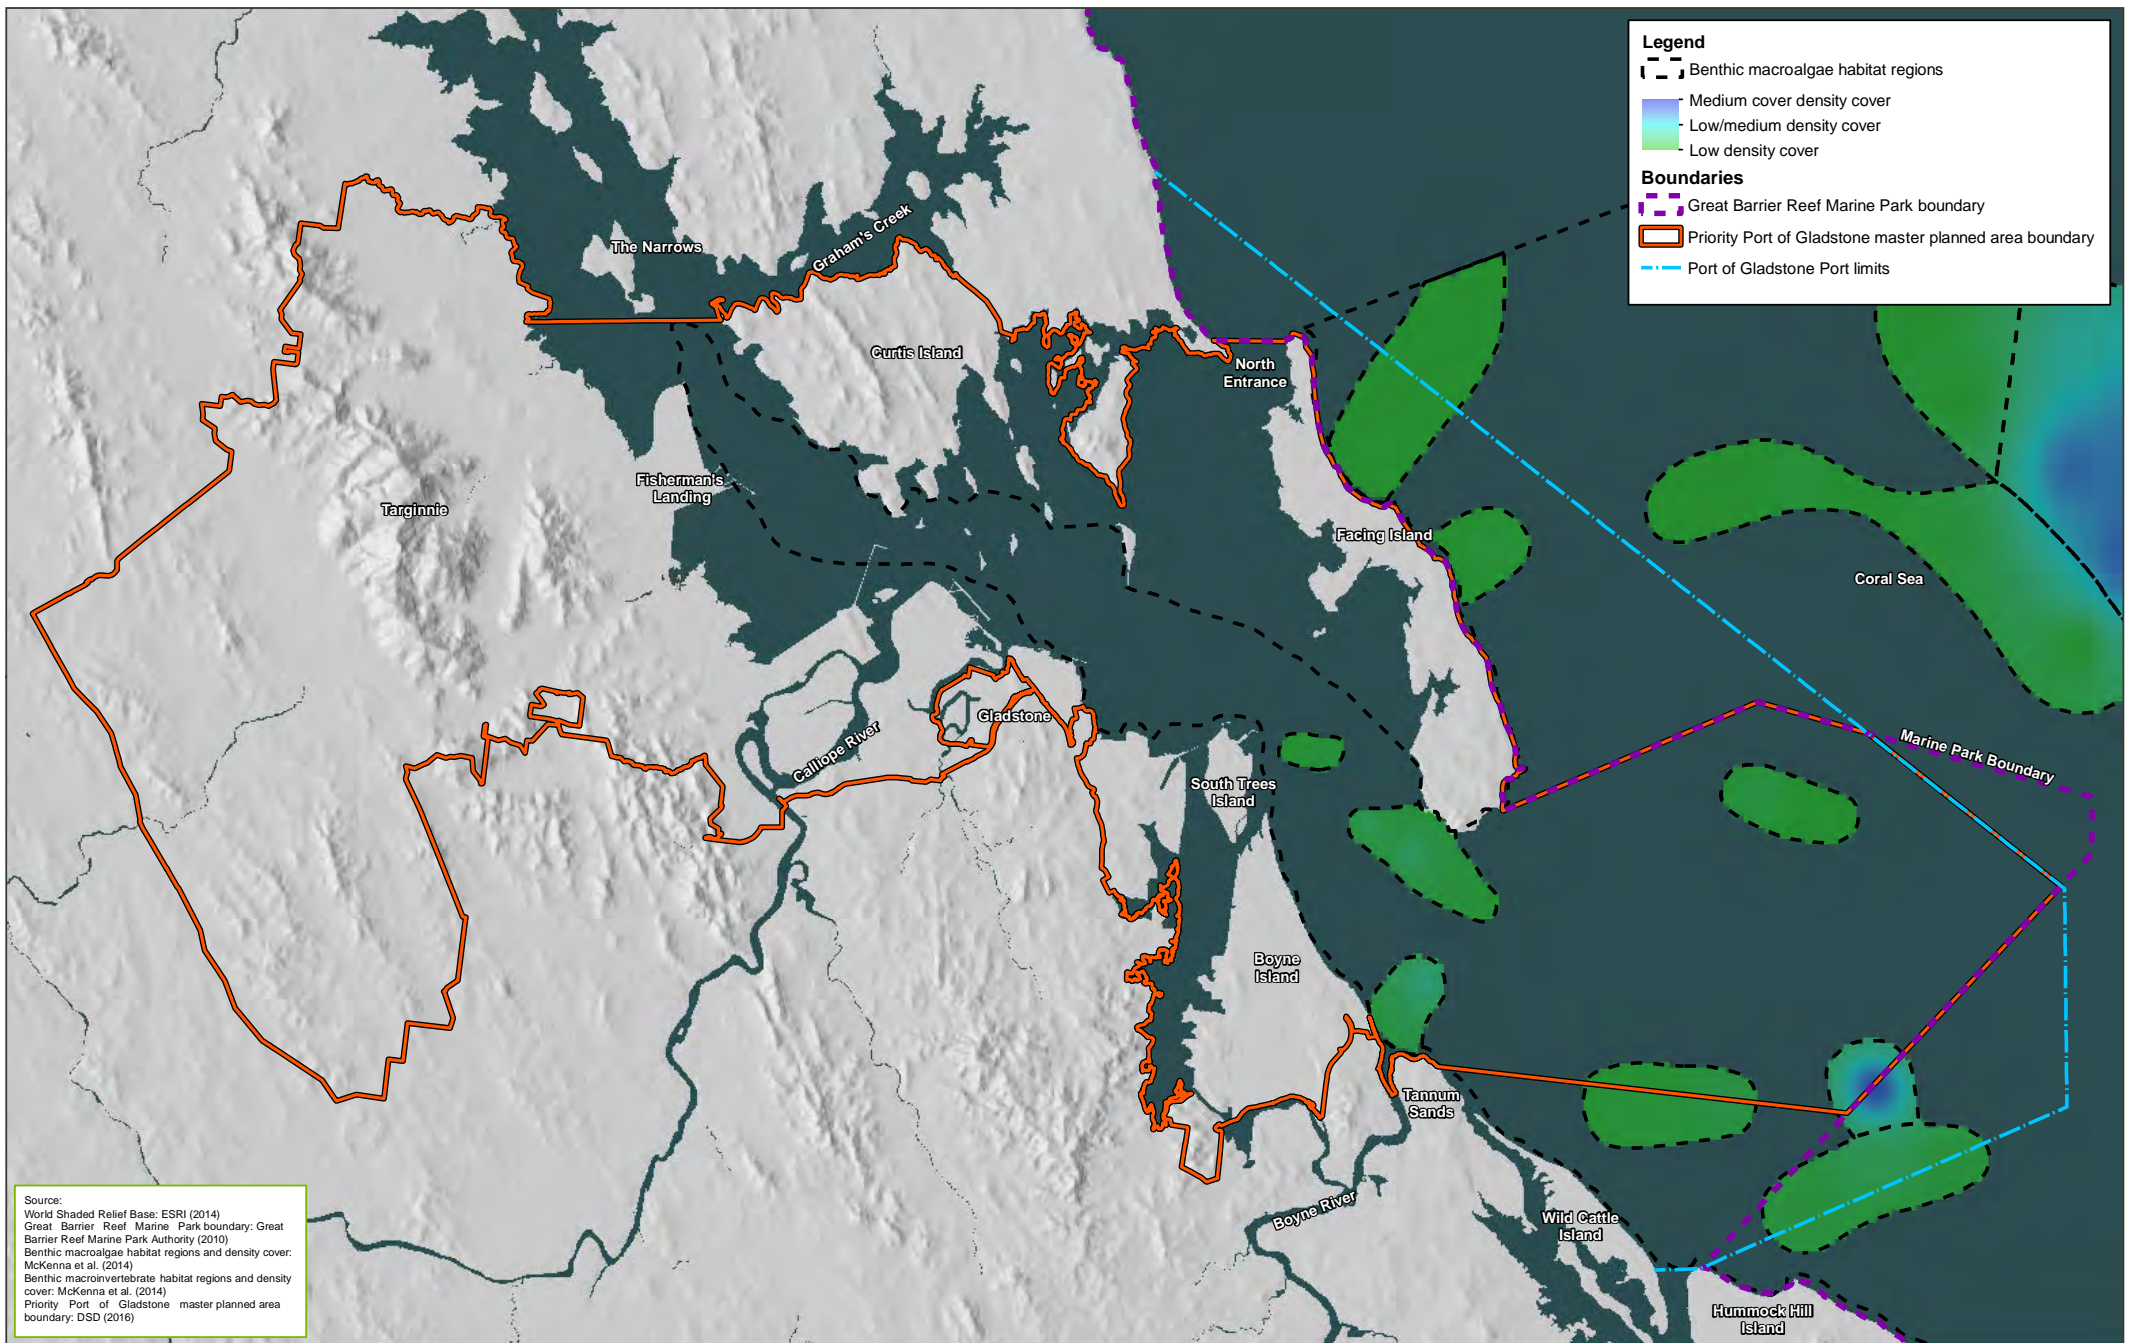 Legend
Benthic macroalgae habitat regions
Medium cover density cover
Low/medium density cover
Low density cover
Boundaries
Great Barrier Reef Marine Park boundary
Priority Port of Gladstone master planned area boundary
Port of Gladstone Port limits
The Narrows
Graham's Creek
Curtis Island
North
Entrance
Fisherman's
Landing
Targinnie
Facing Island
Coral Sea
Gladstone
Calliope River
Marine Park Boundary
South Trees
Island
Boyne
Island
Tannum
Sands
Boyne River
Wild Cattle
Island
Hummock Hill
Island
Source:
World Shaded Relief Base: ESRI (2014)
Great Barrier Reef Marine Park boundary: Great
Barrier Reef Marine Park Authority (2010)
Benthic macroalgae habitat regions and density cover:
McKenna et al. (2014)
Benthic macroinvertebrate habitat regions and density
cover: McKenna et al. (2014)
Priority Port of Gladstone master planned area
boundary: DSD (2016)